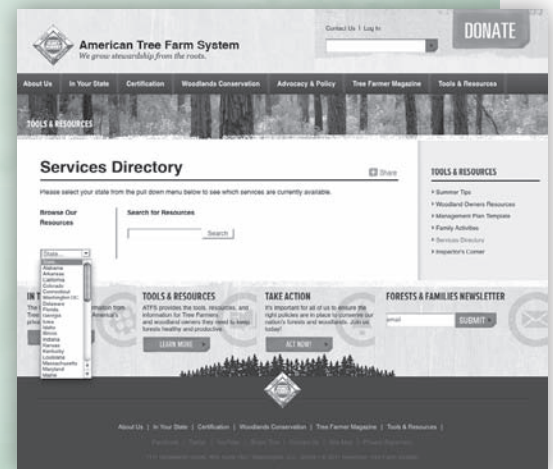 Contact Us | Log In
DONATE
American Tree Farm System
We grow stewardship from the roots.
About Us In Your State Certification Woodlands Conservation Advocacy & Policy Tree Farmer Magazine Tools & Resources
TOOLS & RESOURCES
Services Directory
Share
Please select your state from the pull down menu below to see which services are currently available.
Browse Our Resources
Search for Resources
Search
State...
State...
Alabama
Arkansas
California
Colorado
Connecticut
Washington DC
Delaware
Florida
Georgia
Iowa
Idaho
Illinois
Indiana
Kansas
Kentucky
Louisiana
Massachusetts
Maryland
Maine
TOOLS & RESOURCES
Summer Tips
Woodland Owners Resources
Management Plan Template
Family Activities
Services Directory
Inspector's Corner
TOOLS & RESOURCES
ATFS provides the tools, resources, and
information for Tree Farmers
and woodland owners they need to keep
forests healthy and productive.
LEARN MORE
TAKE ACTION
It's important for all of us to ensure the
right policies are in place to conserve our
nation's forests and woodlands. Join us
today!
ACT NOW!
FORESTS & FAMILIES NEWSLETTER
email
SUBMIT
About Us | In Your State | Certification | Woodlands Conservation | Tree Farmer Magazine | Tools & Resources |